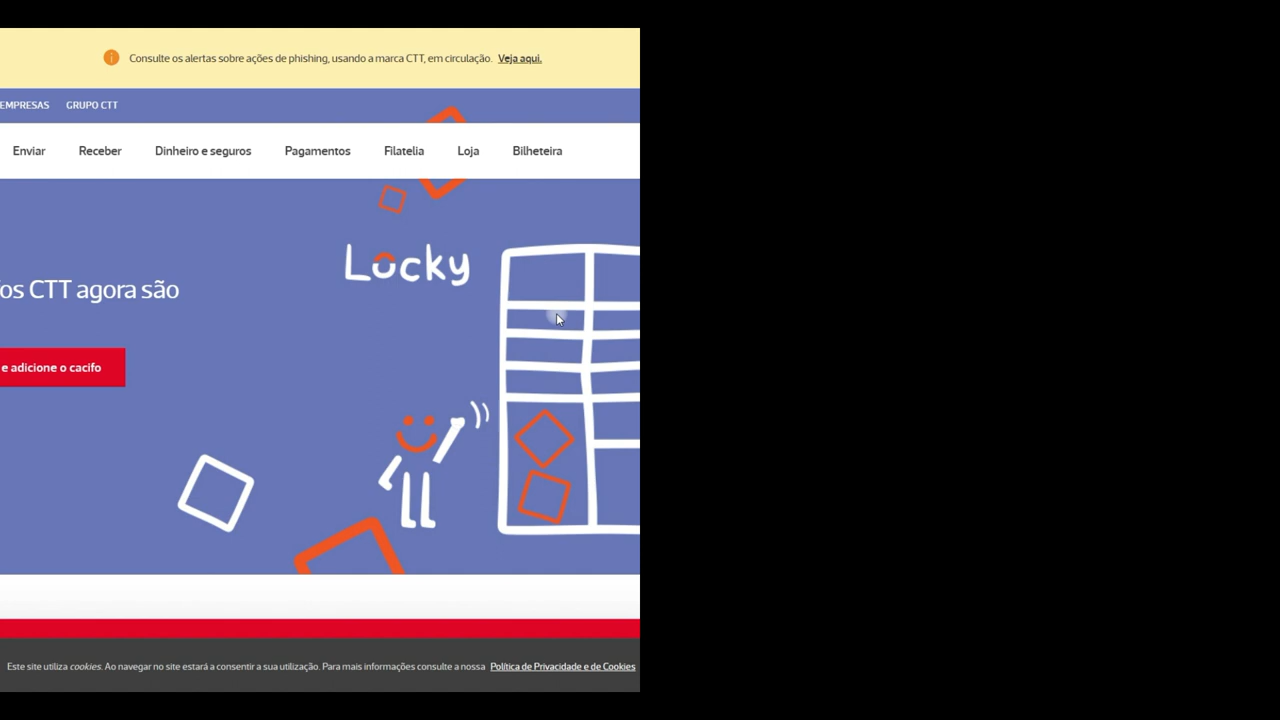 Consulte os alertas sobre ações de phishing, usando a marca CTT, em circulação. Veja aqui.
EMPRESAS GRUPO CTT
Enviar Receber Dinheiro e seguros Pagamentos Filatelia Loja Bilheteira
Locky
os CTT agora são
e adicione o cacifo
Este site utiliza cookies. Ao navegar no site estará a consentir a sua utilização. Para mais informações consulte a nossa Política de Privacidade e de Cookies